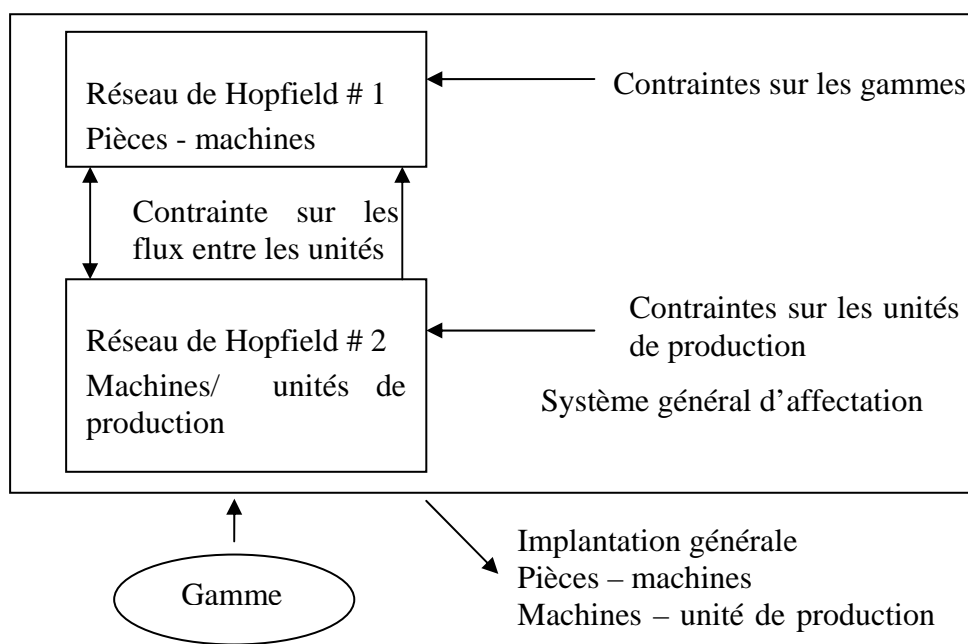 Réseau de Hopfield # 1
Pièces - machines
Contraintes sur les gammes
Contrainte sur les
flux entre les unités
Réseau de Hopfield # 2
Machines/ unités de
production
Contraintes sur les unités
de production
Système général d'affectation
Gamme
Implantation générale
Pièces – machines
Machines – unité de production